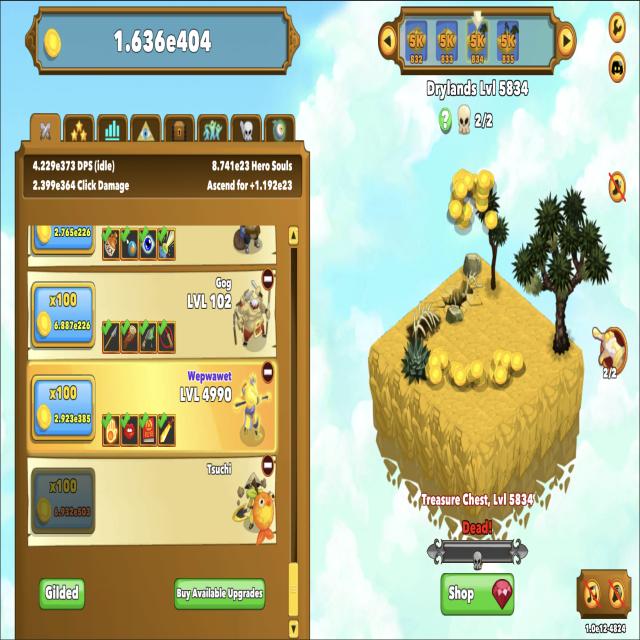 1.636e404
5K 5K 5K 5K
832 833 834 835
Drylands Lvl 5834
2/2
4.229e373 DPS (idle)
8.741e23 Hero Souls
2.399e364 Click Damage
Ascend for +1.192e23
2.765e226
Gog
x100
LVL 102
6.887e226
2/2
Wepwawet
x100
LVL 4990
2.923e385
Tsuchi
x100
Treasure Chest, Lvl 5834
Dead!
Gilded
Buy Available Upgrades
Shop
1.0e12-4824